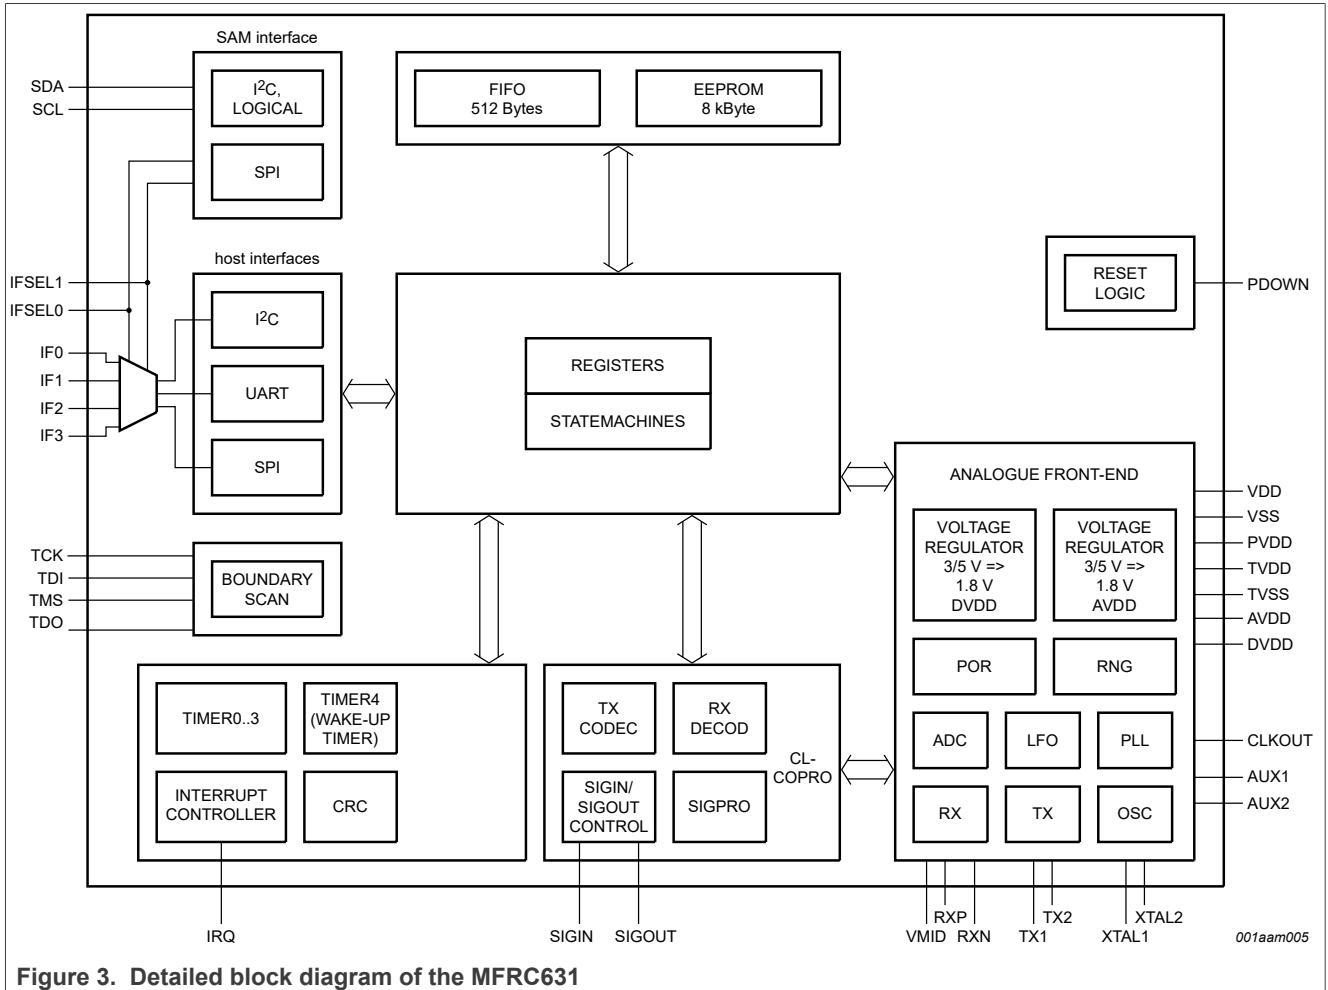 SAM interface
SDA
SCL
I2C,
LOGICAL
SPI
FIFO
512 Bytes
EEPROM
8 kByte
host interfaces
IFSEL1
IFSEL0
IF0
IF1
IF2
IF3
I2C
UART
SPI
REGISTERS
STATEMACHINES
RESET
LOGIC
PDOWN
TCK
TDI
TMS
TDO
BOUNDARY
SCAN
ANALOGUE FRONT-END
VOLTAGE
REGULATOR
3/5 V =>
1.8 V
DVDD
VOLTAGE
REGULATOR
3/5 V =>
1.8 V
AVDD
POR
RNG
ADC
LFO
PLL
RX
TX
OSC
VDD
VSS
PVDD
TVDD
TVSS
AVDD
DVDD
CLKOUT
AUX1
AUX2
TIMER0..3
TIMER4
(WAKE-UP
TIMER)
INTERRUPT
CONTROLLER
CRC
TX
CODEC
RX
DECOD
CL-
COPRO
SIGIN/
SIGOUT
CONTROL
SIGPRO
IRQ
SIGIN
SIGOUT
VMID
RXP
RXN
TX1
TX2
XTAL1
XTAL2
001aam005
Figure 3. Detailed block diagram of the MFRC631